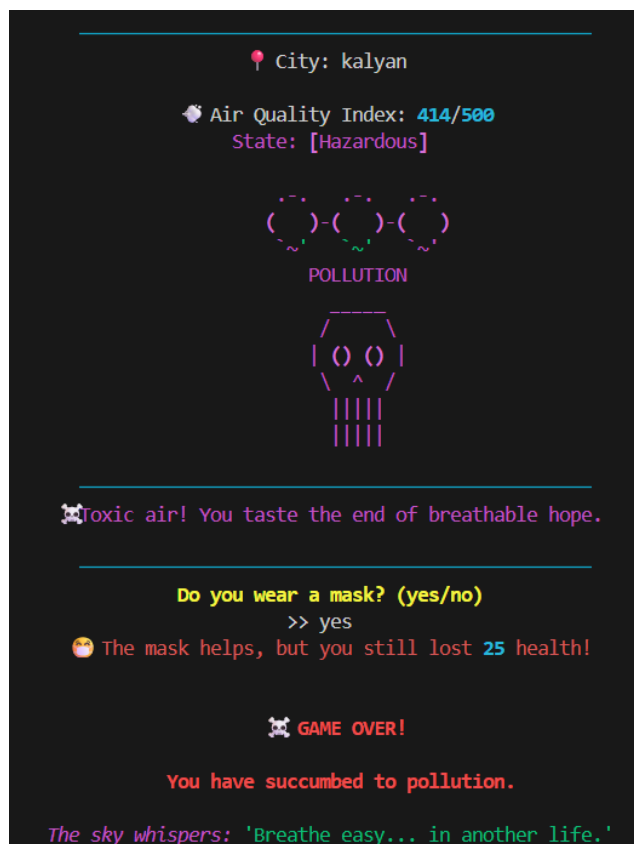 City: kalyan
Air Quality Index: 414/500
State: [Hazardous]
POLLUTION
Toxic air! You taste the end of breathable hope.
Do you wear a mask? (yes/no)
>> yes
The mask helps, but you still lost 25 health!
GAME OVER!
You have succumbed to pollution.
The sky whispers: 'Breathe easy... in another life.'